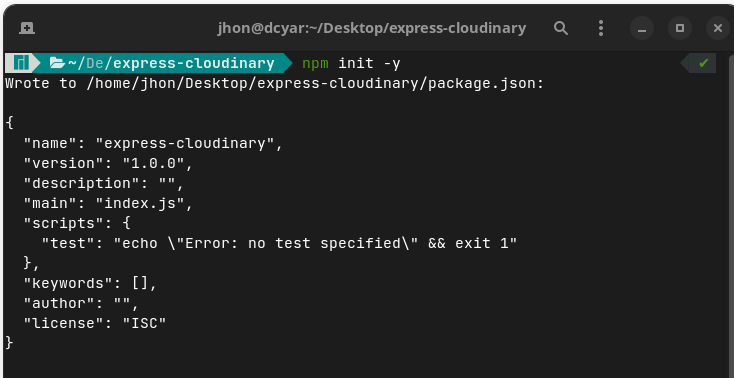 jhon@dcyar:~/Desktop/express-cloudinary
~/De/express-cloudinary npm init -y ✔
Wrote to /home/jhon/Desktop/express-cloudinary/package.json:
{
"name": "express-cloudinary",
"version": "1.0.0",
"description": "",
"main": "index.js",
"scripts": {
"test": "echo \"Error: no test specified\" && exit 1"
},
"keywords": [],
"author": "",
"license": "ISC"
}